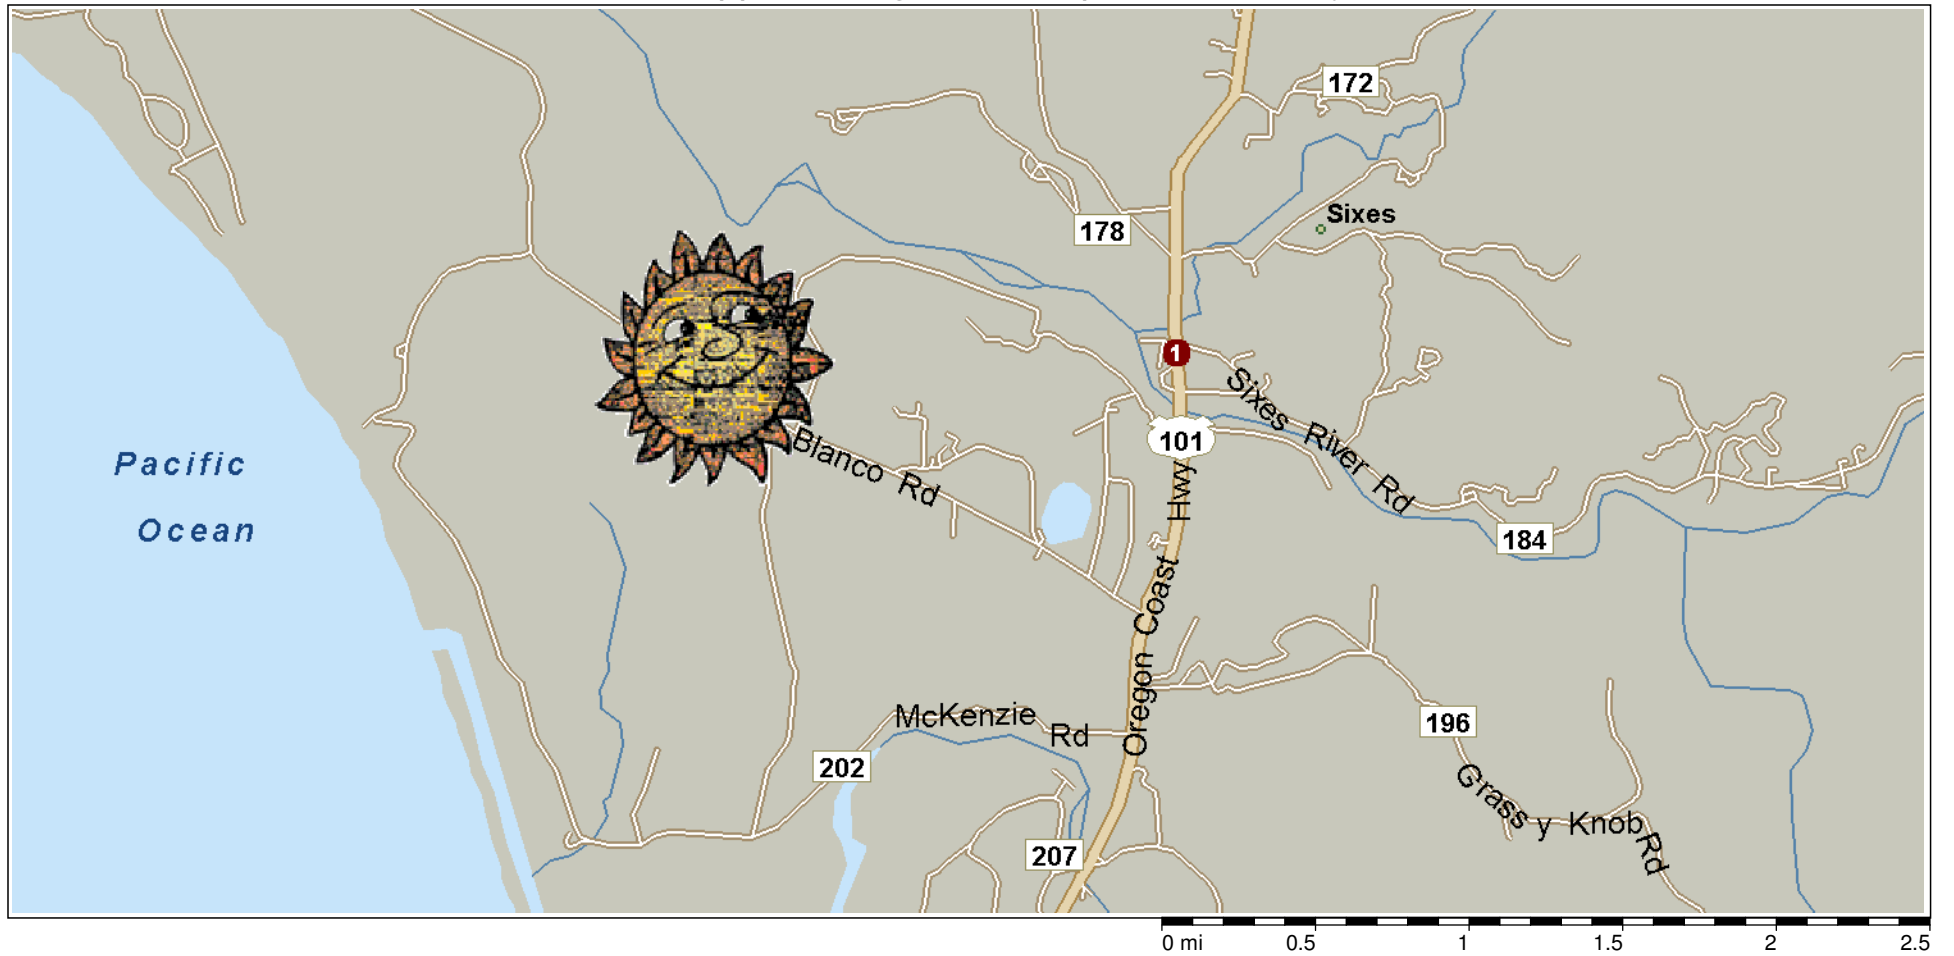 172
Sixes
178
1
Sixes River Rd
101
Blanco Rd
Pacific
Ocean
184
Oregon Coast Hwy
McKenzie Rd
196
202
Grassy Knob Rd
207
0 mi 0.5 1 1.5 2 2.5